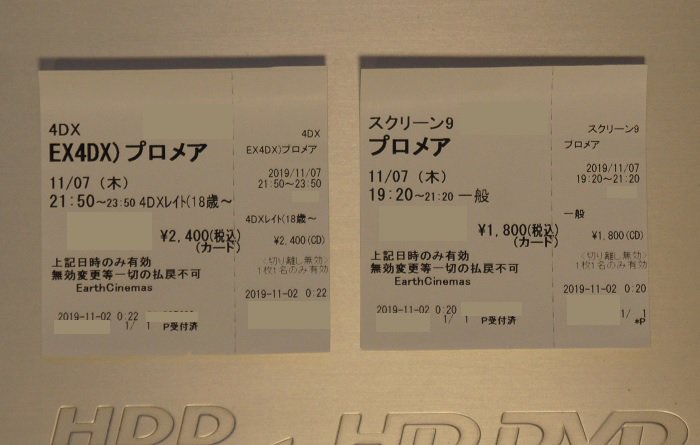 4DX
EX4DX)プロメア
11/07 (木)
21:50～23:50 4DXレイト(18歳～
¥2,400(税込)
(カード)
上記日時のみ有効
無効変更等一切の払戻不可
EarthCinemas
2019-11-02 0:22
1/ 1 P受付済
4DX
EX4DX)プロメア
2019/11/07
21:50～23:50
4DXレイト(18歳～
¥2,400(CD)
(切り離し無効)
1枚1名のみ有効
2019-11-02 0:22
スクリーン9
プロメア
11/07 (木)
19:20～21:20 一般
¥1,800(税込)
(カード)
上記日時のみ有効
無効変更等一切の払戻不可
EarthCinemas
2019-11-02 0:20
1/ 1 P受付済
スクリーン9
プロメア
2019/11/07
19:20～21:20
一般
¥1,800(CD)
(切り離し無効)
1枚1名のみ有効
2019-11-02 0:20
1/ 1
*P